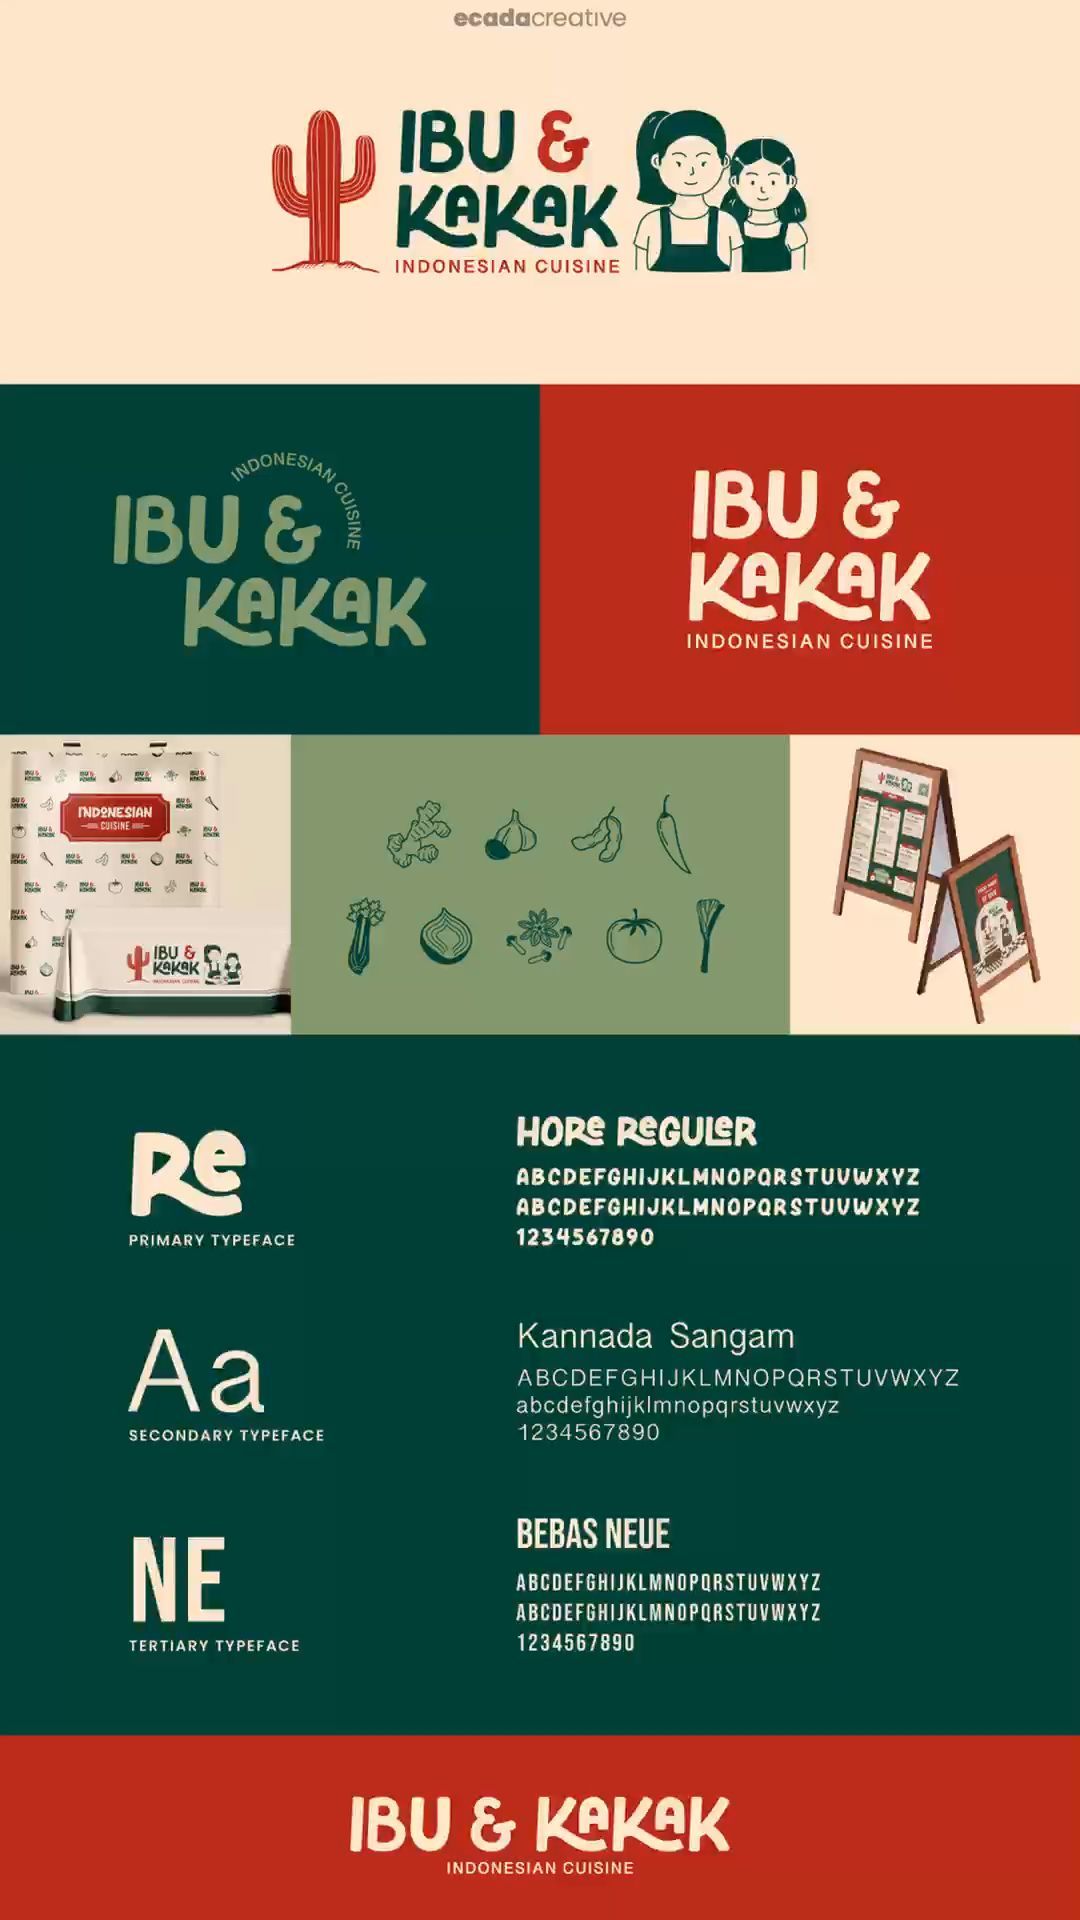 ecadacreative
IBU &
KAKAK
INDONESIAN CUISINE
INDONESIAN CUISINE
IBU &
KAKAK
IBU &
KAKAK
INDONESIAN CUISINE
INDONESIAN
CUISINE
IBU &
KAKAK
INDONESIAN CUISINE
Re
PRIMARY TYPEFACE
HORe ReGULeR
ABCDEFGHIJKLMNOPQRSTUVWXYZ
ABCDEFGHIJKLMNOPQRSTUVWXYZ
1234567890
Aa
SECONDARY TYPEFACE
Kannada Sangam
ABCDEFGHIJKLMNOPQRSTUVWXYZ
abcdefghijklmnopqrstuvwxyz
1234567890
NE
TERTIARY TYPEFACE
BEBAS NEUE
ABCDEFGHIJKLMNOPQRSTUVWXYZ
ABCDEFGHIJKLMNOPQRSTUVWXYZ
1234567890
IBU & KAKAK
INDONESIAN CUISINE